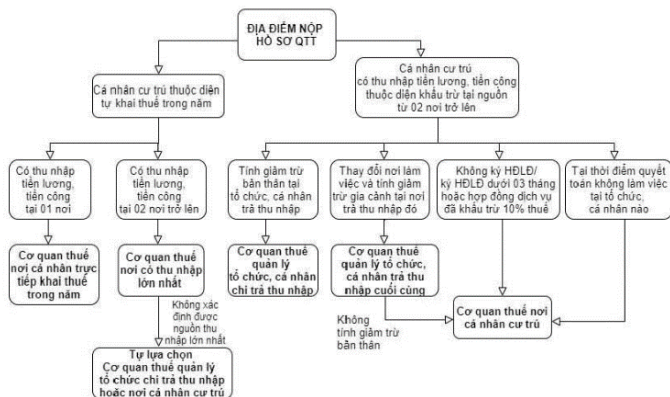 ĐỊA ĐIỂM NỘP
HỒ SƠ QTT
Cá nhân cư trú thuộc diện
tự khai thuế trong năm
Cá nhân cư trú
có thu nhập tiền lương, tiền công
thuộc diện khấu trừ tại nguồn
từ 02 nơi trở lên
Có thu nhập
tiền lương,
tiền công
tại 01 nơi
Có thu nhập
tiền lương,
tiền công
tại 02 nơi trở lên
Tính giảm trừ
bản thân tại
tổ chức, cá nhân
trả thu nhập
Thay đổi nơi làm
việc và tính giảm
trừ gia cảnh tại nơi
trả thu nhập đó
Không ký HĐLĐ/
ký HĐLĐ dưới 03 tháng
hoặc hợp đồng dịch vụ
đã khấu trừ 10% thuế
Tại thời điểm quyết
toán không làm việc
tại tổ chức,
cá nhân nào
Cơ quan thuế
nơi cá nhân trực
tiếp khai thuế
trong năm
Cơ quan thuế
nơi có thu nhập
lớn nhất
Cơ quan thuế
quản lý
tổ chức, cá nhân
chi trả thu nhập
Cơ quan thuế
quản lý tổ chức,
cá nhân trả thu
nhập cuối cùng
Không xác
định được
nguồn thu
nhập lớn nhất
Không
tính giảm trừ
bản thân
Cơ quan thuế nơi
cá nhân cư trú
Tự lựa chọn
Cơ quan thuế quản lý
tổ chức chi trả thu nhập
hoặc nơi cá nhân cư trú